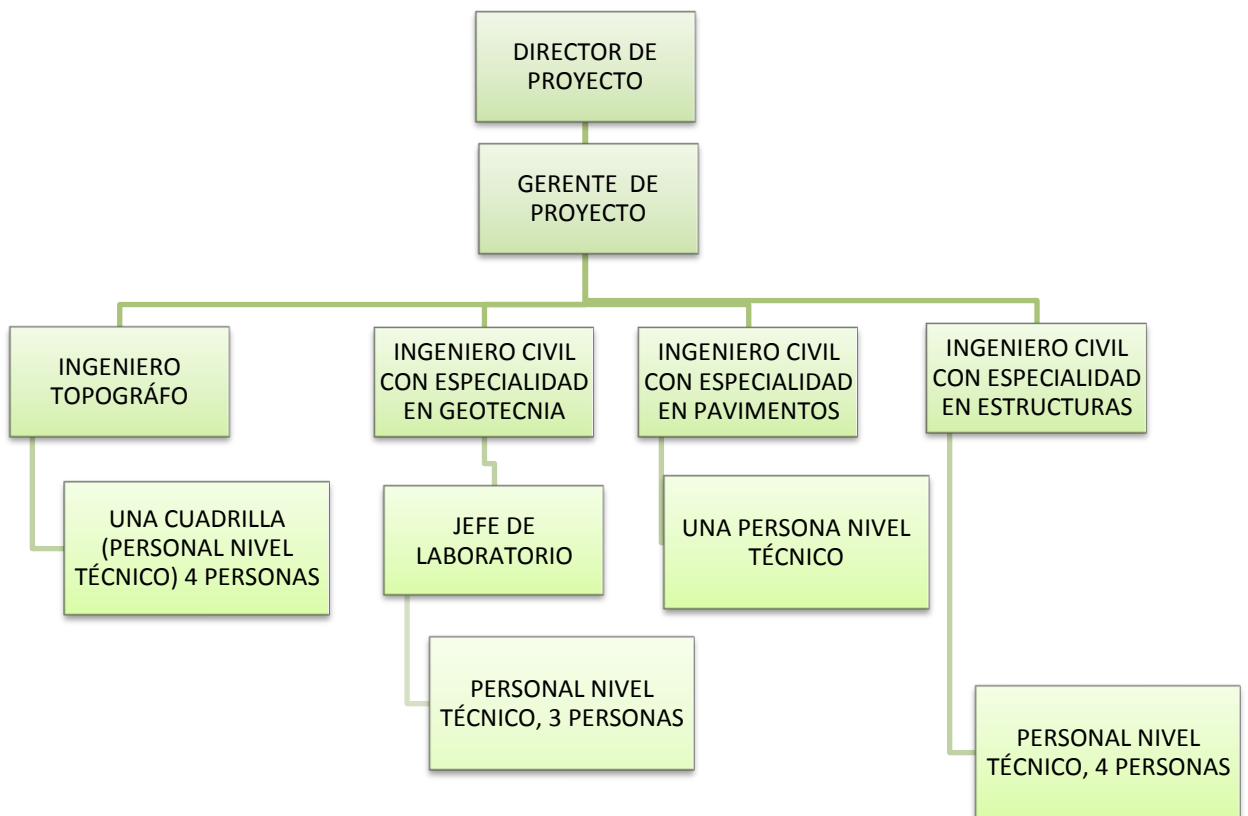 DIRECTOR DE
PROYECTO
GERENTE DE
PROYECTO
INGENIERO
TOPOGRÁFO
INGENIERO CIVIL
CON ESPECIALIDAD
EN GEOTECNIA
INGENIERO CIVIL
CON ESPECIALIDAD
EN PAVIMENTOS
INGENIERO CIVIL
CON ESPECIALIDAD
EN ESTRUCTURAS
UNA CUADRILLA
(PERSONAL NIVEL
TÉCNICO) 4 PERSONAS
JEFE DE
LABORATORIO
UNA PERSONA NIVEL
TÉCNICO
PERSONAL NIVEL
TÉCNICO, 3 PERSONAS
PERSONAL NIVEL
TÉCNICO, 4 PERSONAS